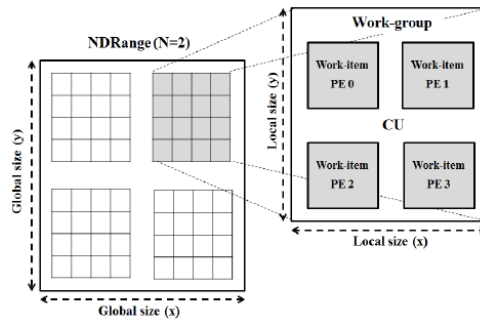 NDRange (N=2)
Global size (y)
Global size (x)
Work-group
Local size (y)
Work-item
PE 0
Work-item
PE 1
CU
Work-item
PE 2
Work-item
PE 3
Local size (x)